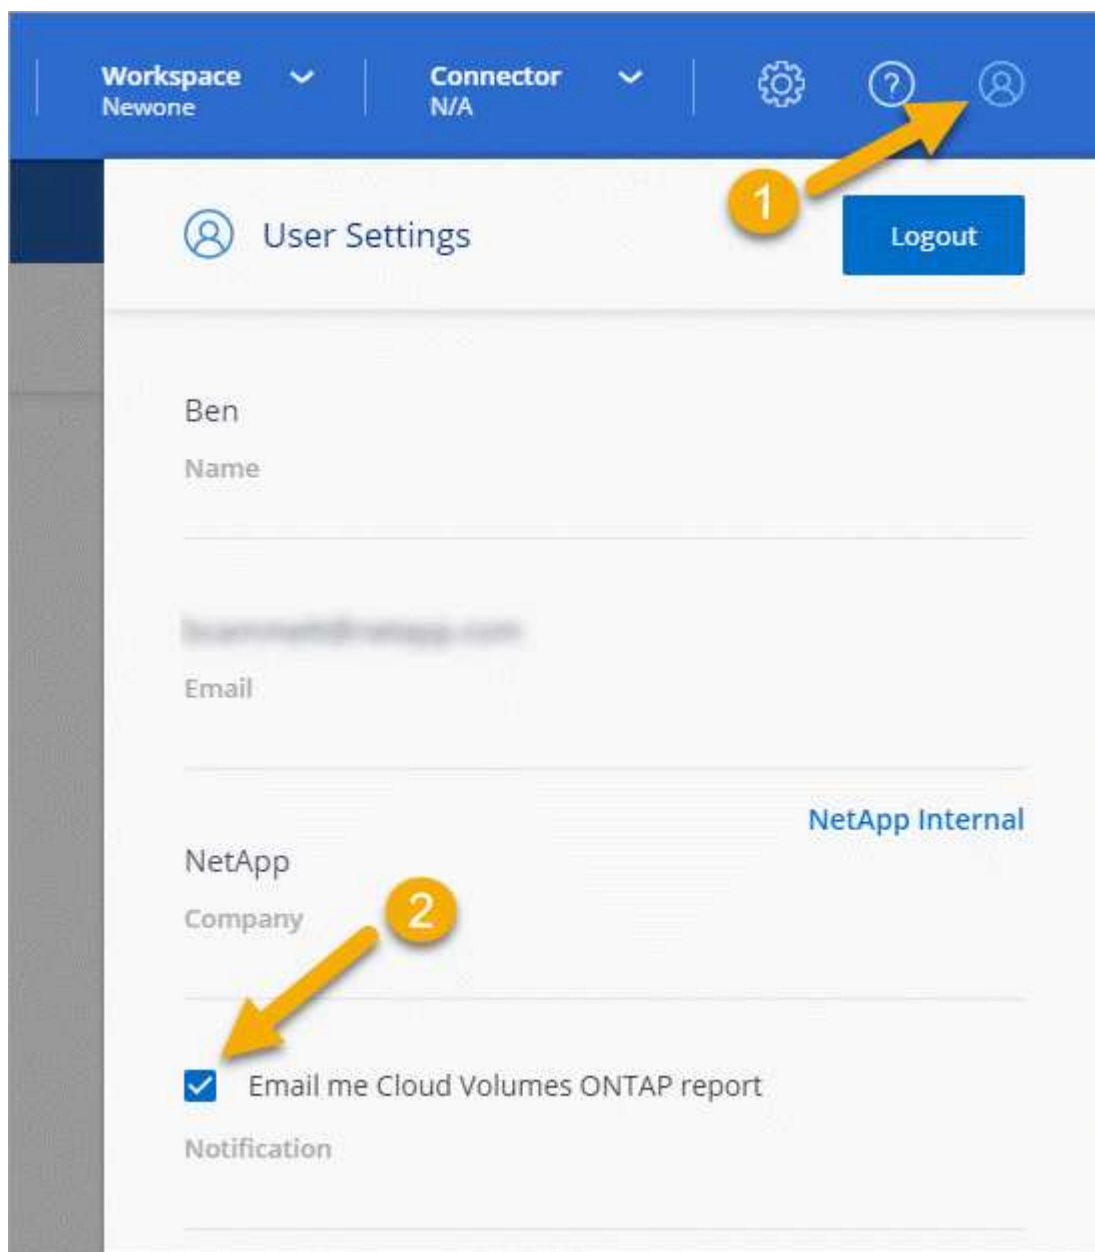 Workspace
Newone
Connector
N/A
?
1
User Settings
Logout
Ben
Name
Email
NetApp Internal
NetApp
2
Company
Email me Cloud Volumes ONTAP report
Notification